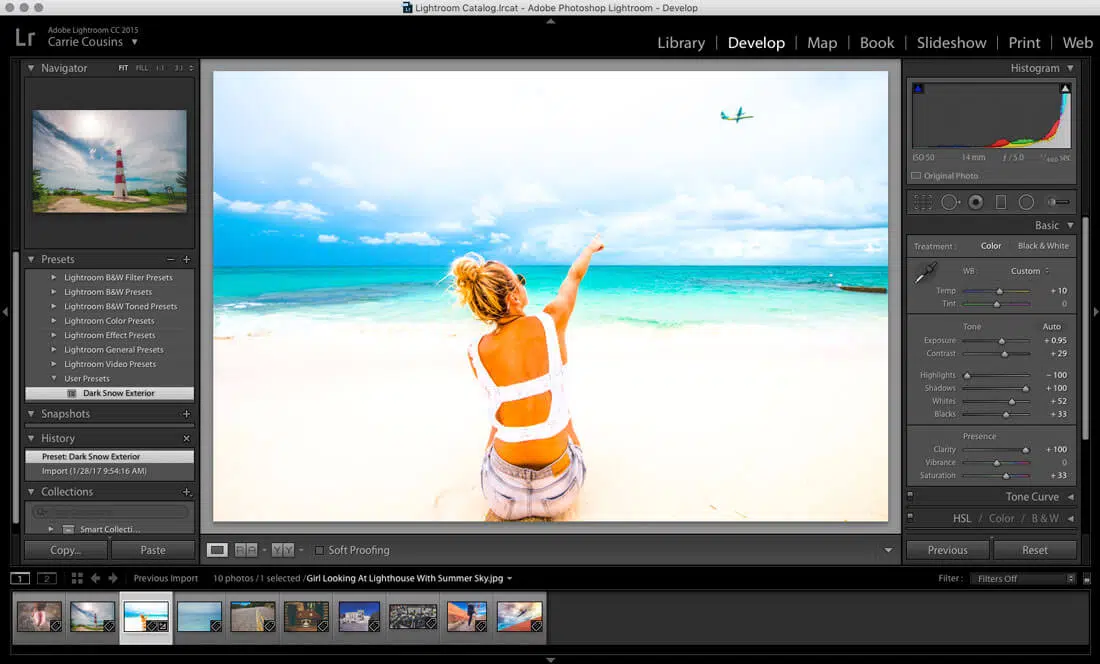 Lightroom Catalog.lrcat - Adobe Photoshop Lightroom - Develop
Lr
Adobe Lightroom CC 2015
Carrie Cousins
Library | Develop | Map | Book | Slideshow | Print | Web
Navigator FIT FILL 1:1 3:1
Histogram
ISO 50 14 mm ƒ / 5.0
Original Photo
Basic
Treatment : Color Black & White
WB : Custom
Temp + 10
Tint 0
Tone Auto
Exposure + 0.95
Contrast + 29
Highlights − 100
Shadows + 100
Whites + 52
Blacks + 33
Presence
Clarity + 100
Vibrance 0
Saturation + 33
Tone Curve
HSL / Color / B & W
Previous Reset
Presets
Lightroom B&W Filter Presets
Lightroom B&W Presets
Lightroom B&W Toned Presets
Lightroom Color Presets
Lightroom Effect Presets
Lightroom General Presets
Lightroom Video Presets
User Presets
Dark Snow Exterior
Snapshots
History
Preset: Dark Snow Exterior
Import (1/28/17 9:54:16 AM)
Collections
Smart Collecti...
Copy... Paste
R A Y Y Soft Proofing
1 2 Previous Import 10 photos / 1 selected / Girl Looking At Lighthouse With Summer Sky.jpg
Filter : Filters Off